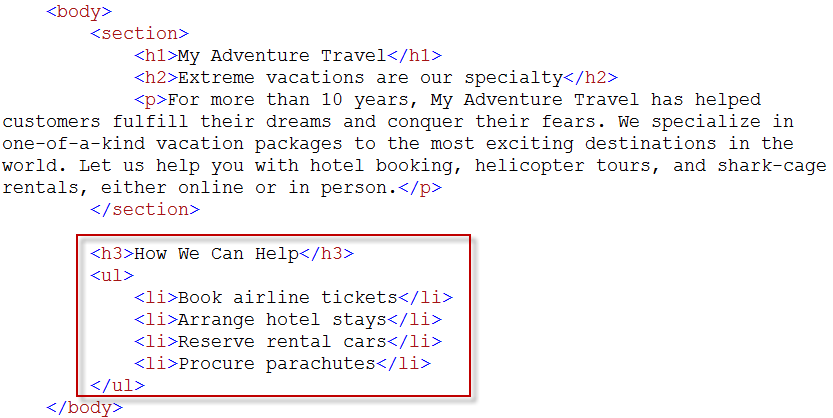 <body>
<section>
<h1>My Adventure Travel</h1>
<h2>Extreme vacations are our specialty</h2>
<p>For more than 10 years, My Adventure Travel has helped
customers fulfill their dreams and conquer their fears. We specialize in
one-of-a-kind vacation packages to the most exciting destinations in the
world. Let us help you with hotel booking, helicopter tours, and shark-cage
rentals, either online or in person.</p>
</section>
<h3>How We Can Help</h3>
<ul>
<li>Book airline tickets</li>
<li>Arrange hotel stays</li>
<li>Reserve rental cars</li>
<li>Procure parachutes</li>
</ul>
</body>